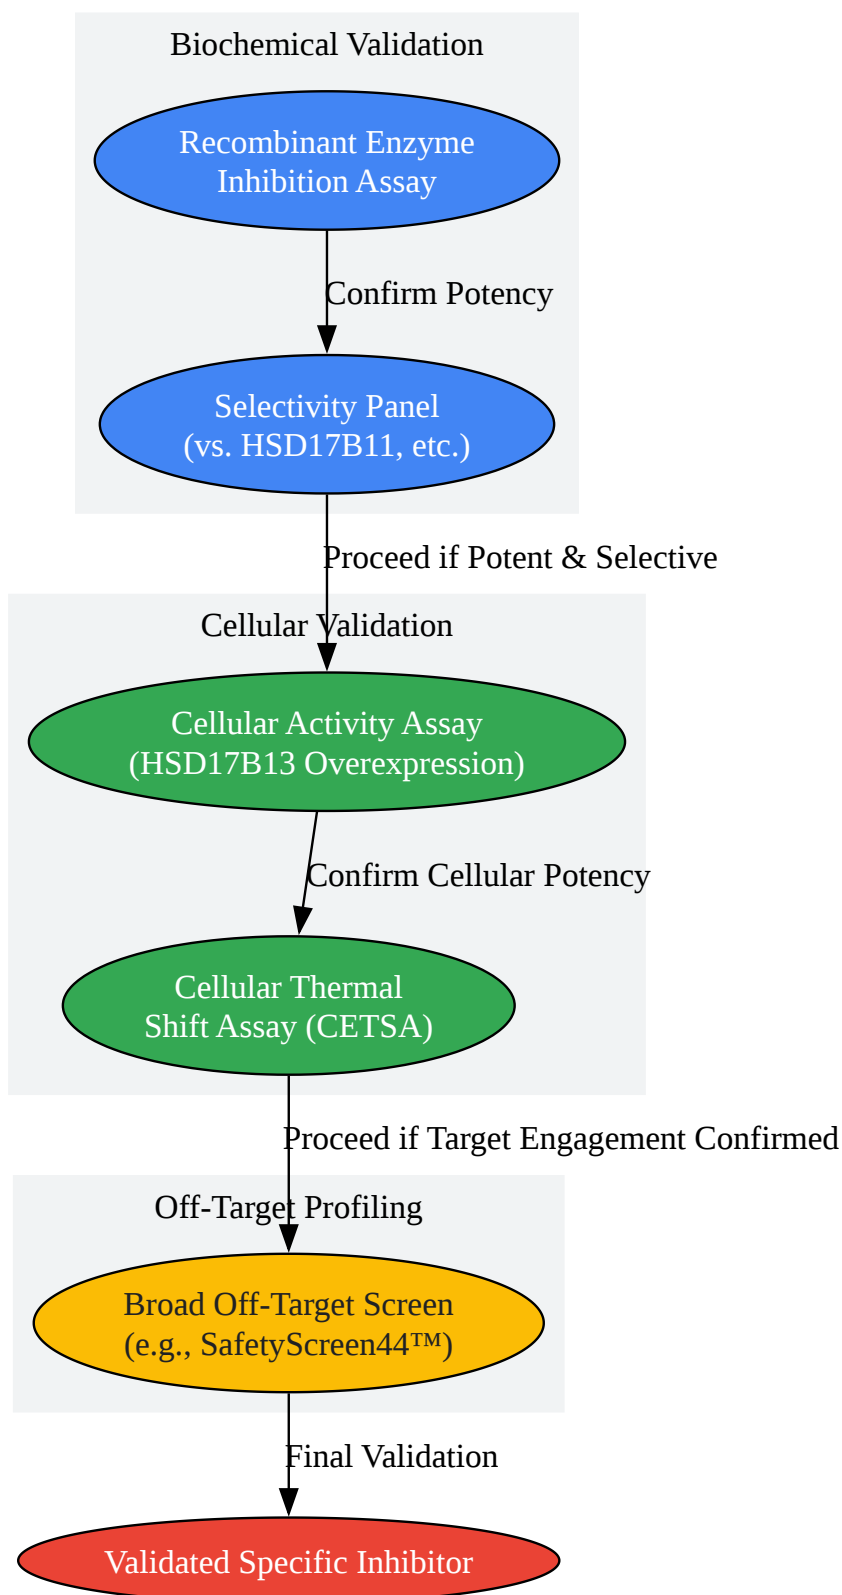 Biochemical Validation
Recombinant Enzyme
Inhibition Assay
Confirm Potency
Selectivity Panel
(vs. HSD17B11, etc.)
Proceed if Potent & Selective
Cellular Validation
Cellular Activity Assay
(HSD17B13 Overexpression)
Confirm Cellular Potency
Cellular Thermal
Shift Assay (CETSA)
Proceed if Target Engagement Confirmed
Off-Target Profiling
Broad Off-Target Screen
(e.g., SafetyScreen44™)
Final Validation
Validated Specific Inhibitor